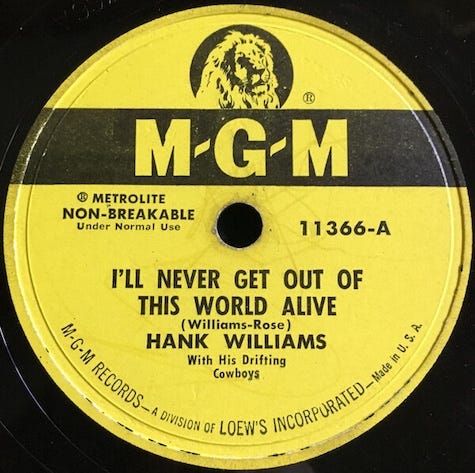 ®
M-G-M
® METROLITE
NON-BREAKABLE
Under Normal Use
11366-A
I'LL NEVER GET OUT OF
THIS WORLD ALIVE
(Williams-Rose)
HANK WILLIAMS
With His Drifting
Cowboys
M-G-M RECORDS—A DIVISION OF LOEW'S INCORPORATED—Made in U. S. A.